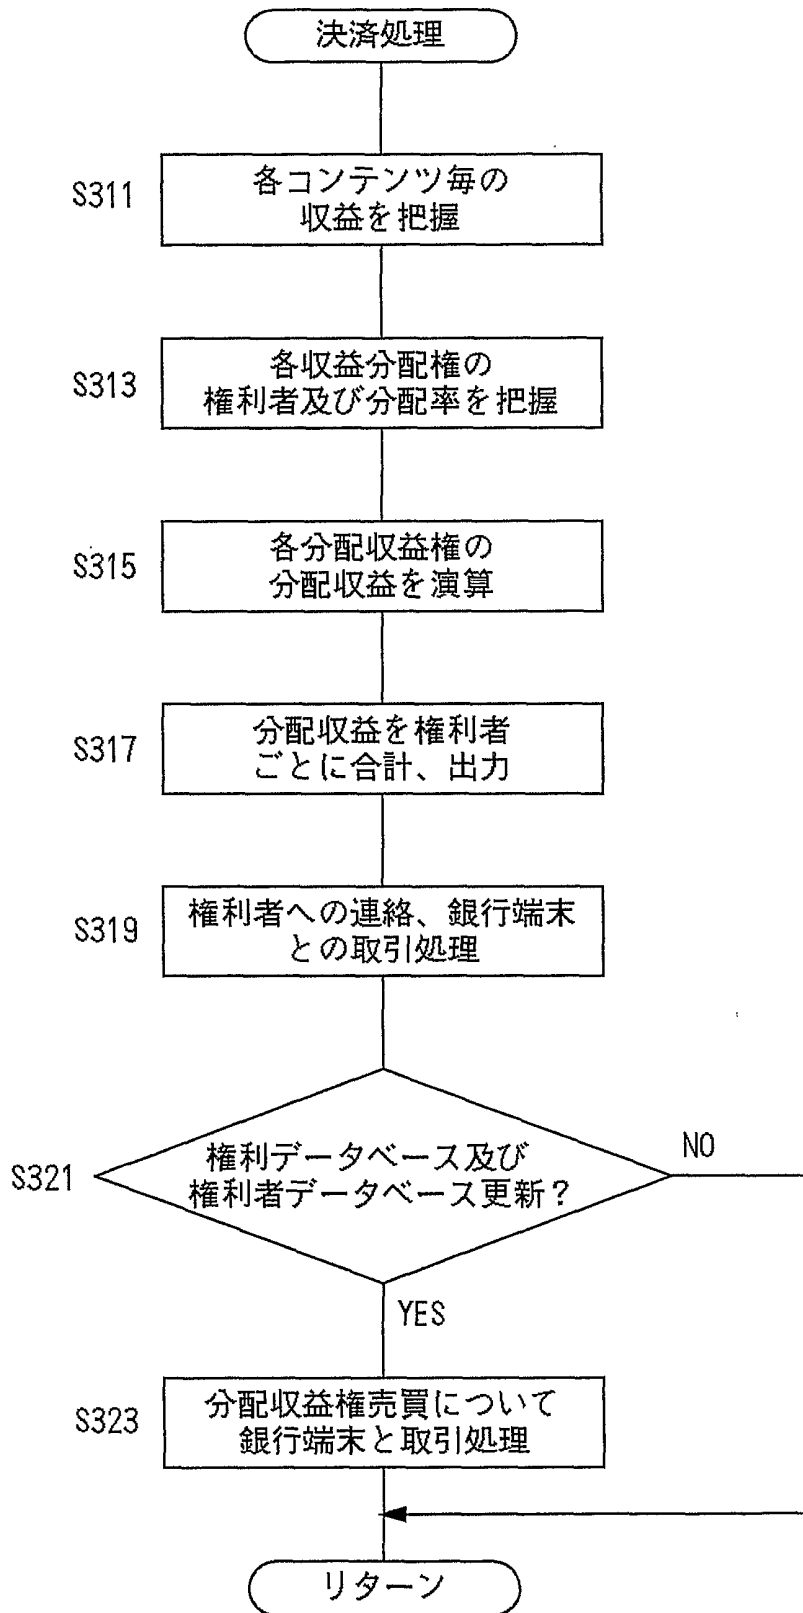 決済処理
S311
各コンテンツ毎の
収益を把握
S313
各収益分配権の
権利者及び分配率を把握
S315
各分配収益権の
分配収益を演算
S317
分配収益を権利者
ごとに合計、出力
S319
権利者への連絡、銀行端末
との取引処理
S321
権利データベース及び
権利者データベース更新？
NO
YES
S323
分配収益権売買について
銀行端末と取引処理
リターン